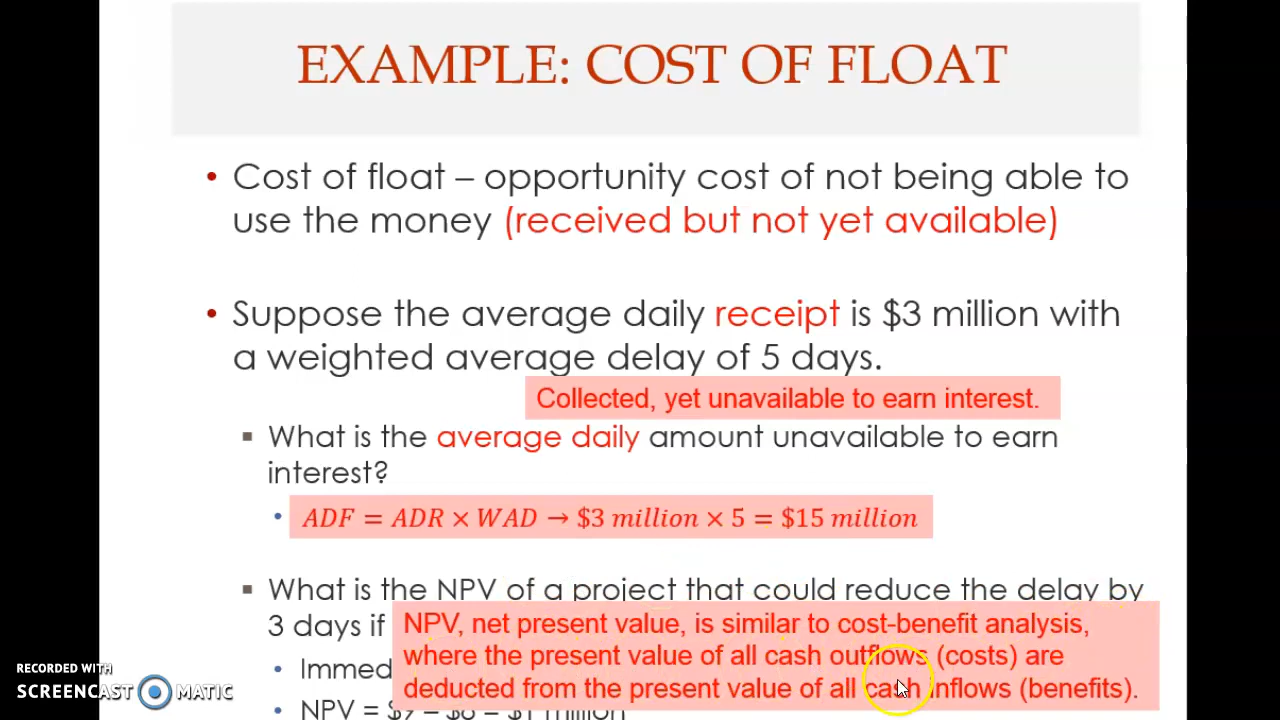 EXAMPLE: COST OF FLOAT
• Cost of float – opportunity cost of not being able to
use the money (received but not yet available)
• Suppose the average daily receipt is $3 million with
a weighted average delay of 5 days.
Collected, yet unavailable to earn interest.
▪ What is the average daily amount unavailable to earn
interest?
• ADF = ADR × WAD → $3 million × 5 = $15 million
▪ What is the NPV of a project that could reduce the delay by
3 days if
NPV, net present value, is similar to cost-benefit analysis,
where the present value of all cash outflows (costs) are
deducted from the present value of all cash inflows (benefits).
•
• NPV =
RECORDED WITH
SCREENCAST MATIC